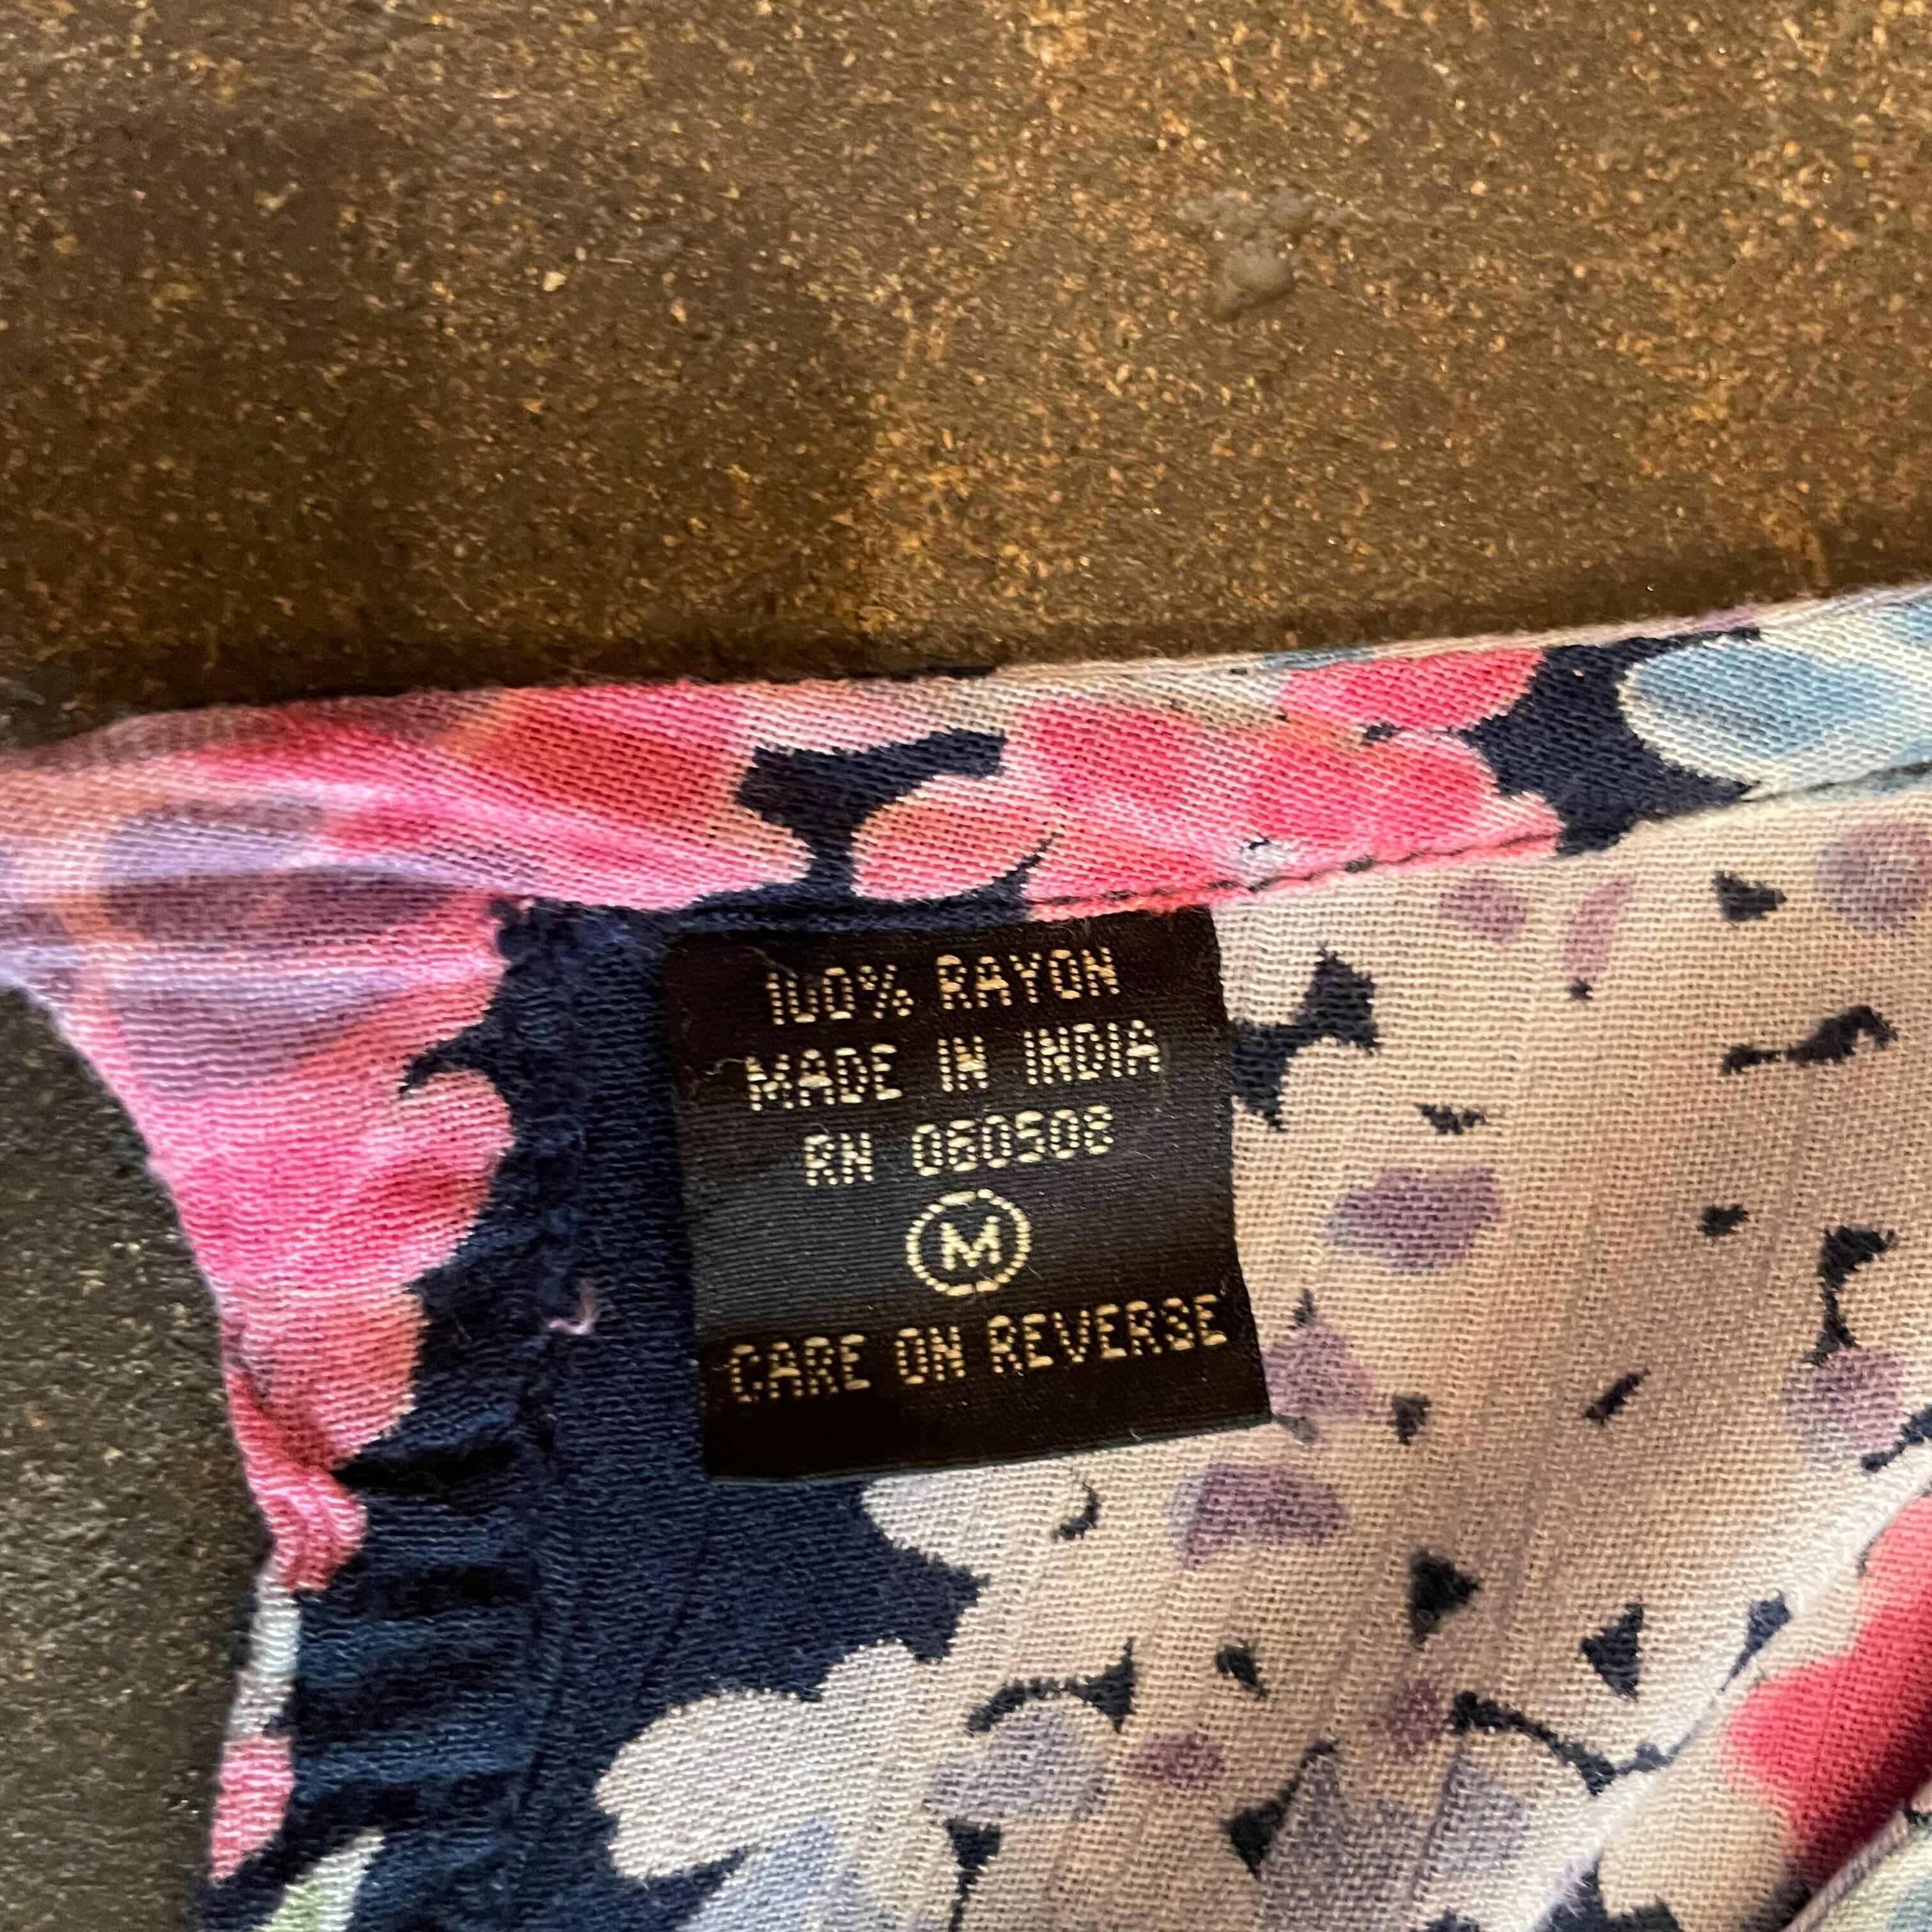 100% RAYON
MADE IN INDIA
RN 060508
M
CARE ON REVERSE